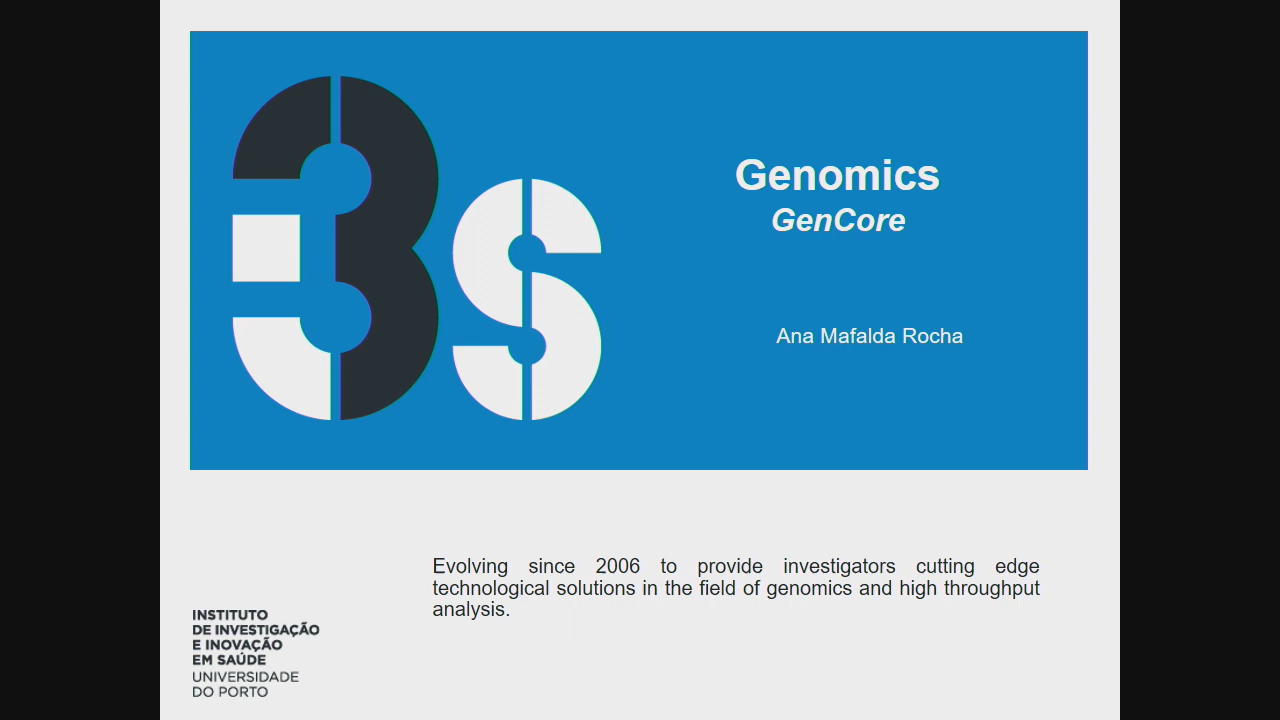 i3s
Genomics
GenCore
Ana Mafalda Rocha
Evolving since 2006 to provide investigators cutting edge
technological solutions in the field of genomics and high throughput
analysis.
INSTITUTO
DE INVESTIGAÇÃO
E INOVAÇÃO
EM SAÚDE
UNIVERSIDADE
DO PORTO